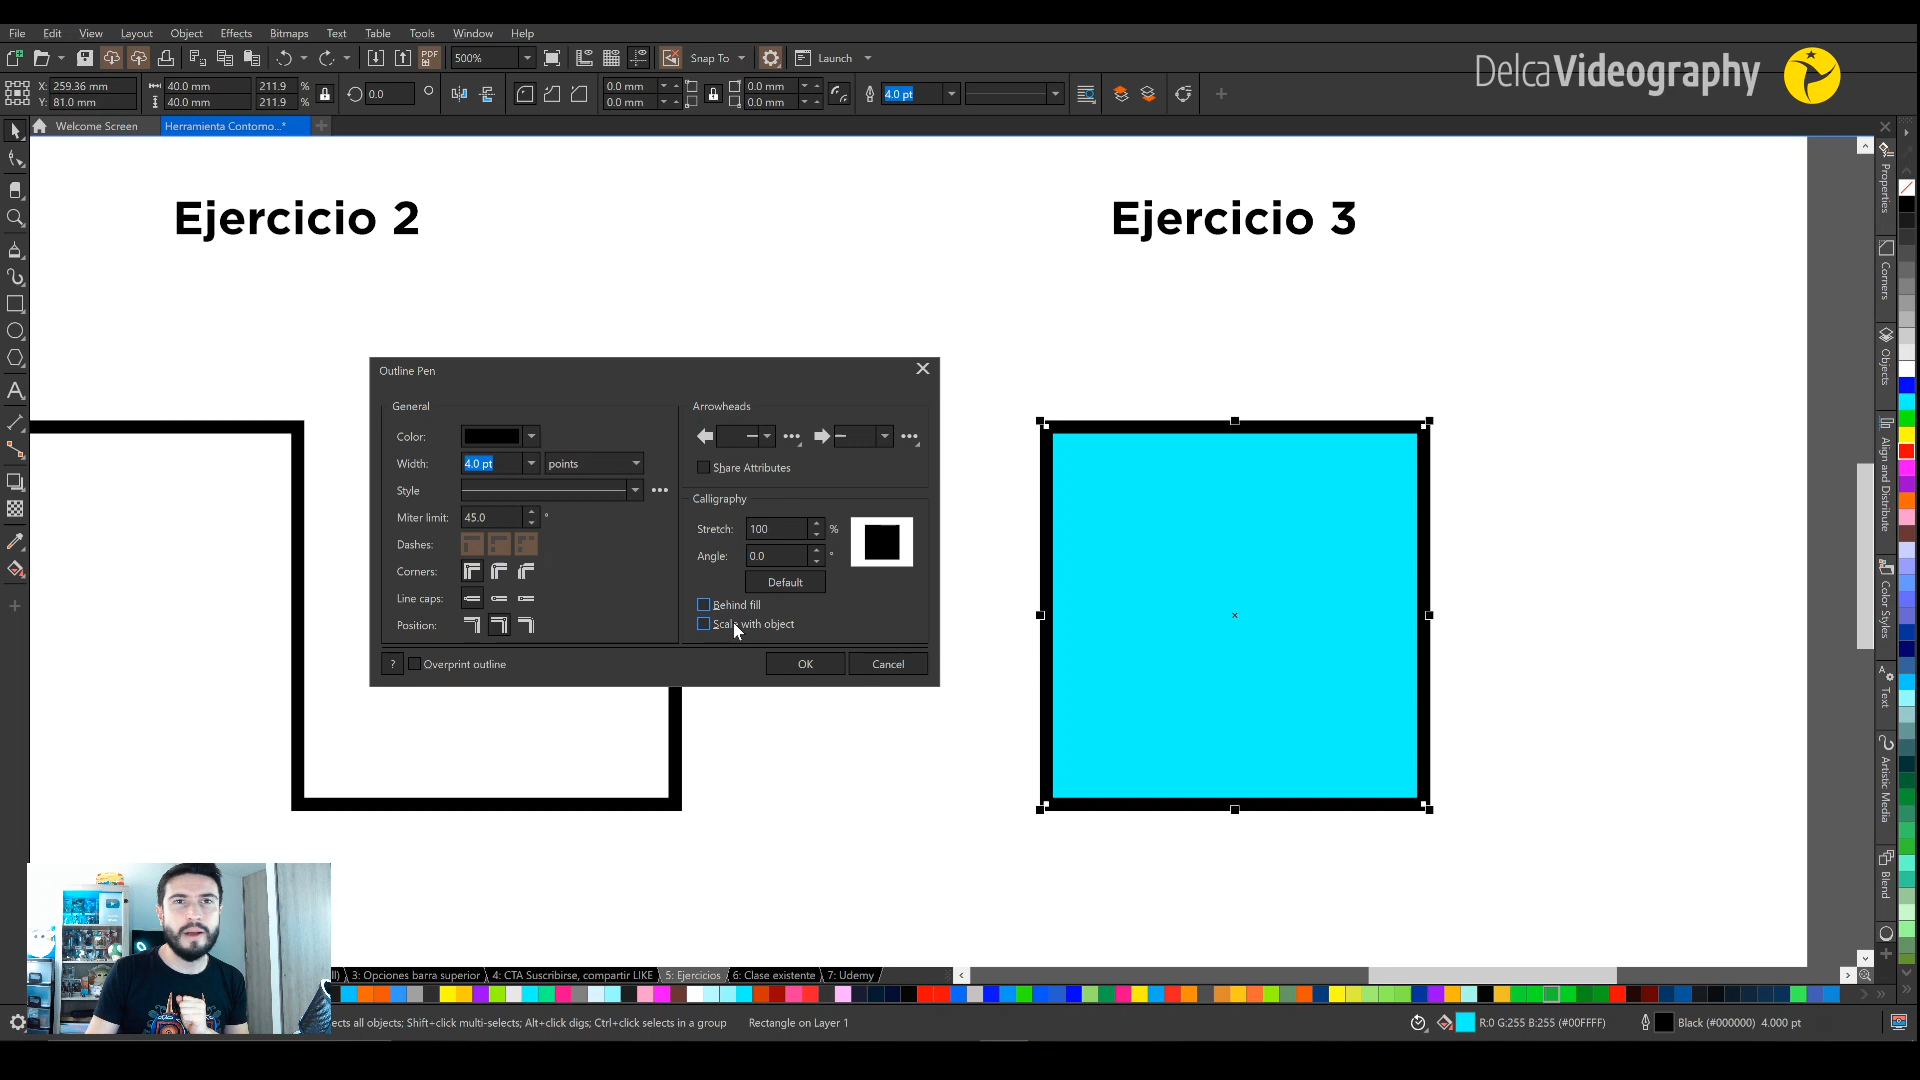 File Edit View Layout Object Effects Bitmaps Text Table Tools Window Help
PDF 500% Snap To Launch
DelcaVideography
X: 259.36 mm 40.0 mm 211.9 % 0.0 0.0 mm 0.0 mm 4.0 pt
Y: 81.0 mm 40.0 mm 211.9 % 0.0 mm 0.0 mm
Welcome Screen Herramienta Contorno...*
Ejercicio 2 Ejercicio 3
Outline Pen
General Arrowheads
Color:
Width: 4.0 pt points
Share Attributes
Style
Calligraphy
Miter limit: 45.0 °
Stretch: 100 %
Dashes:
Angle: 0.0 °
Corners:
Default
Line caps:
Behind fill
Position:
Scale with object
? Overprint outline OK Cancel
Properties
Corners
Objects
Align and Distribute
Color Styles
Text
Artistic Media
Blend
3: Opciones barra superior 4: CTA Suscribirse, compartir LIKE 5: Ejercicios 6: Clase existente 7: Udemy
ects all objects; Shift+click multi-selects; Alt+click digs; Ctrl+click selects in a group Rectangle on Layer 1 R:0 G:255 B:255 (#00FFFF) Black (#000000) 4.000 pt